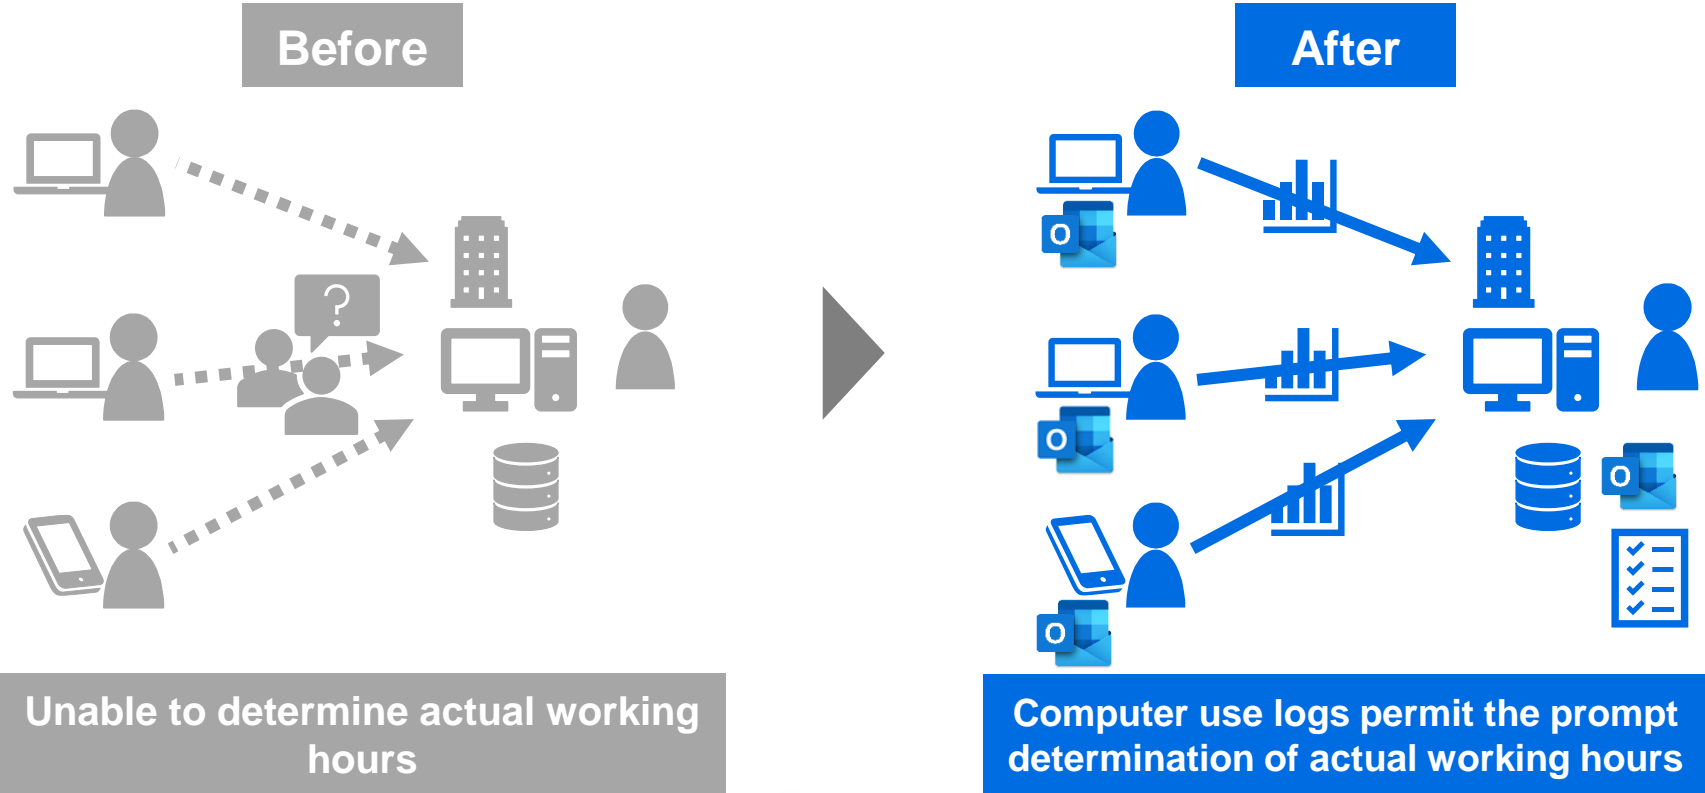 Before
After
?
O
O
O
O
Unable to determine actual working
hours
Computer use logs permit the prompt
determination of actual working hours